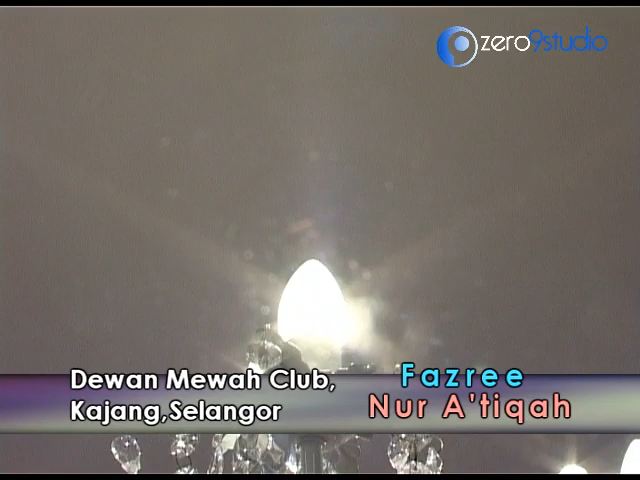 zero9studio
Dewan Mewah Club,
Kajang,Selangor
Fazree
Nur A'tiqah